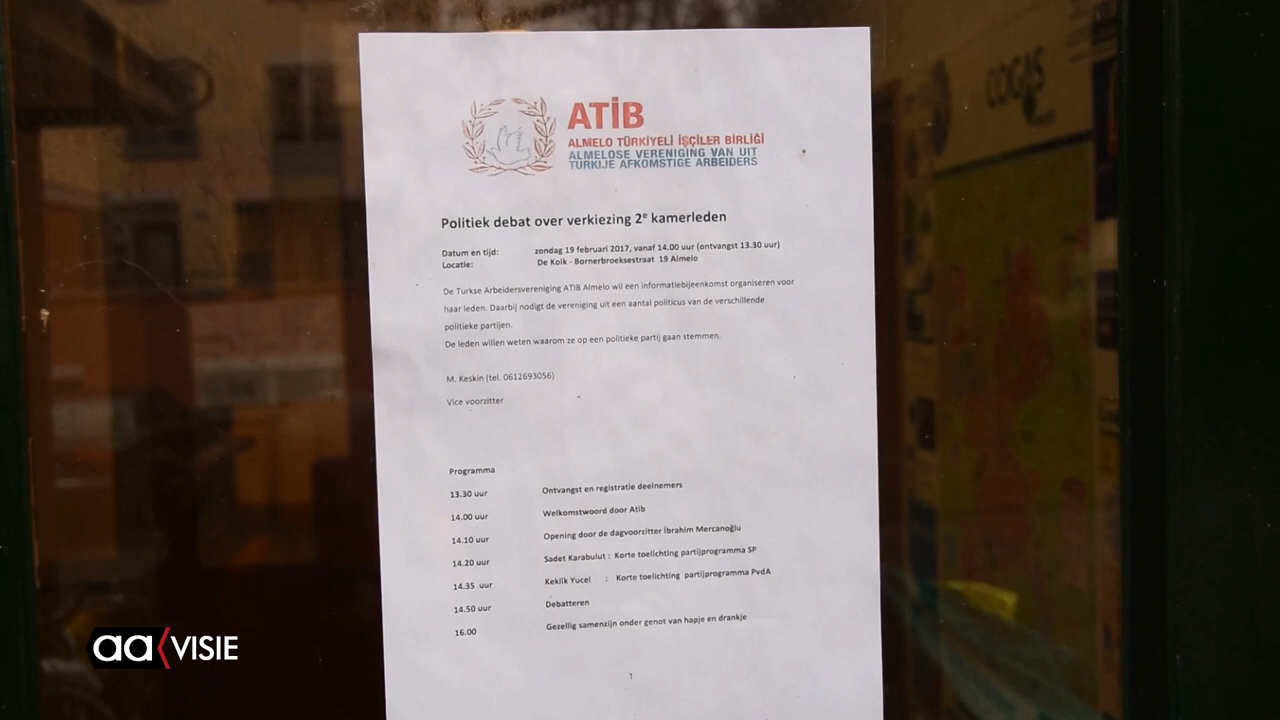 ATİB
ALMELO TÜRKİYELİ İŞÇİLER BİRLİĞİ
ALMELOSE VERENIGING VAN UIT
TURKIJE AFKOMSTIGE ARBEIDERS
Politiek debat over verkiezing 2e kamerleden
Datum en tijd: zondag 19 februari 2017, vanaf 14.00 uur (ontvangst 13.30 uur)
Locatie: De Kolk - Bornerbroeksestraat 19 Almelo
De Turkse Arbeidersvereniging ATIB Almelo wil een informatiebijeenkomst organiseren voor
haar leden. Daarbij nodigt de vereniging uit een aantal politicus van de verschillende
politieke partijen.
De leden willen weten waarom ze op een politieke partij gaan stemmen.
M. Keskin (tel. 0612693056)
Vice voorzitter
Programma
13.30 uur Ontvangst en registratie deelnemers
14.00 uur Welkomstwoord door Atib
14.10 uur Opening door de dagvoorzitter İbrahim Mercanoğlu
14.20 uur Sadet Karabulut : Korte toelichting partijprogramma SP
14.35 uur Keklik Yucel : Korte toelichting partijprogramma PvdA
14.50 uur Debatteren
16.00 Gezellig samenzijn onder genot van hapje en drankje
1
COGAS
aa VISIE